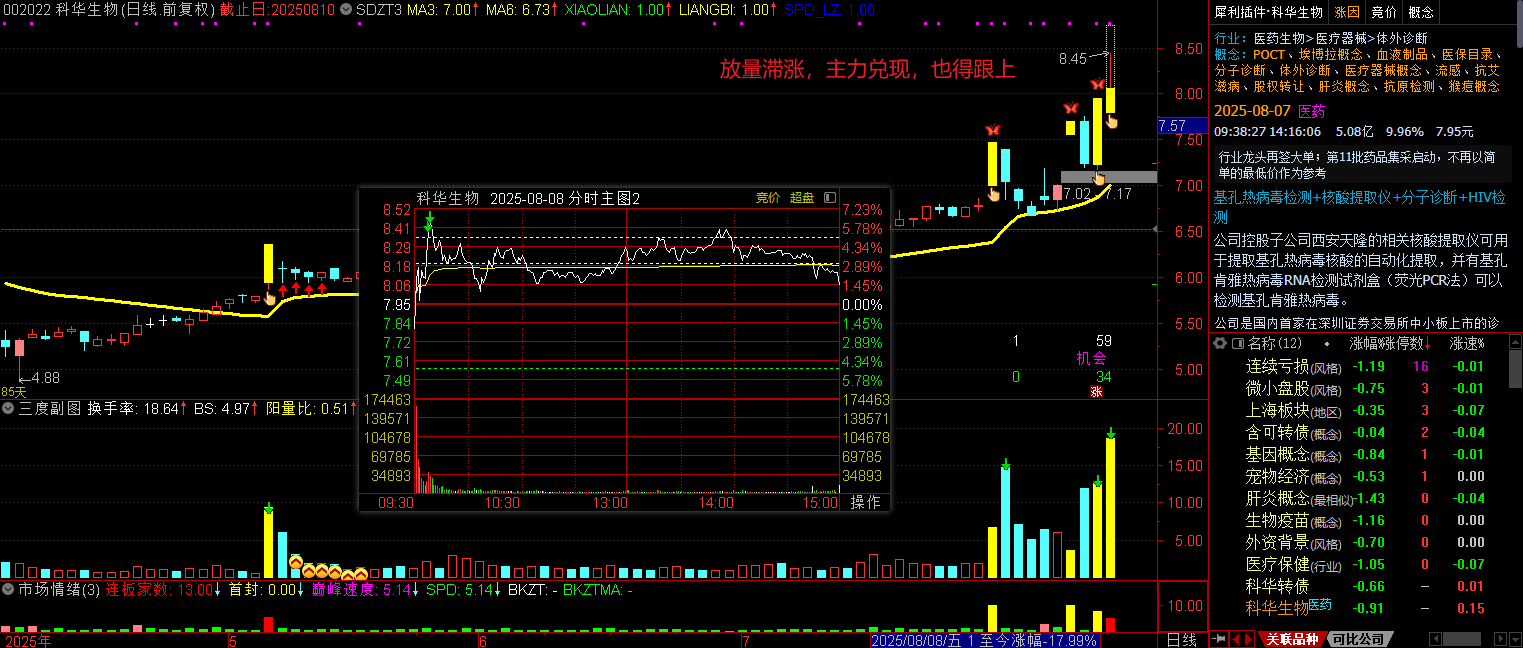 002022 科华生物(日线.前复权) 截止日:20250810 SDZT3 MA3: 7.00↑ MA6: 6.73↑ XIAOLIAN: 1.00↑ LIANGBI: 1.00↑ SPD_LZ: 1.00
放量滞涨，主力兑现，也得跟上
8.45
8.50
8.00
7.57
7.50
7.00
6.50
6.00
5.50
5.00
7.02
7.17
1 59
机会
0 34
涨
4.88
85天
科华生物 2025-08-08 分时主图2 竞价 超盘
8.52 7.23%
8.41 5.78%
8.29 4.34%
8.18 2.89%
8.06 1.45%
7.95 0.00%
7.84 1.45%
7.72 2.89%
7.61 4.34%
7.49 5.78%
174463 174463
139571 139571
104678 104678
69785 69785
34893 34893
09:30 10:30 13:00 14:00 15:00 操作
三度副图 换手率: 18.64↑ BS: 4.97↑ 阳量比: 0.51↑
20.00
15.00
10.00
5.00
市场情绪(3) 连板家数: 13.00↓ 首封: 0.00↓ 巅峰速度: 5.14↓ SPD: 5.14↓ BKZT: - BKZTMA: -
10.00
2025年 5 6 7 2025/08/08/五 1 至今涨幅-17.99% 日线
犀利插件·科华生物 涨因 竞价 概念
行业: 医药生物>医疗器械>体外诊断
概念: POCT、埃博拉概念、血液制品、医保目录、
分子诊断、体外诊断、医疗器械概念、流感、抗艾
滋病、股权转让、肝炎概念、抗原检测、猴痘概念
2025-08-07 医药
09:38:27 14:16:06 5.08亿 9.96% 7.95元
行业龙头再签大单；第11批药品集采启动，不再以简
单的最低价作为参考
基孔热病毒检测+核酸提取仪+分子诊断+HIV检
测
公司控股子公司西安天隆的相关核酸提取仪可用
于提取基孔热病毒核酸的自动化提取，并有基孔
肯雅热病毒RNA检测试剂盒（荧光PCR法）可以
检测基孔肯雅热病毒。
公司是国内首家在深圳证券交易所中小板上市的诊
名称(12) • 涨幅% 涨停数↓ 涨速%
连续亏损(风格) -1.19 16 -0.01
微小盘股(风格) -0.75 3 -0.01
上海板块(地区) -0.35 3 -0.07
含可转债(概念) -0.04 2 -0.04
基因概念(概念) -0.84 1 -0.01
宠物经济(概念) -0.53 1 0.00
肝炎概念(最相似) -1.43 0 -0.04
生物疫苗(概念) -1.16 0 0.00
外资背景(风格) -0.70 0 0.00
医疗保健(行业) -1.05 0 -0.07
科华转债 -0.66 – 0.01
科华生物医药 -0.91 – 0.15
关联品种 可比公司